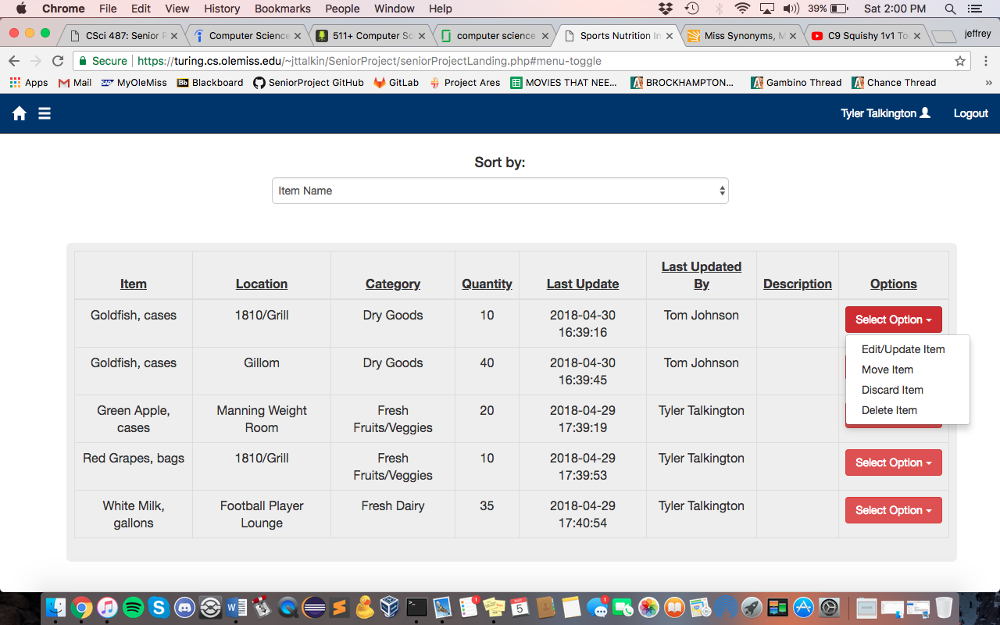 Chrome File Edit View History Bookmarks People Window Help 39% Sat 2:00 PM
CSci 487: Senior P Computer Science 511+ Computer Sc computer science Sports Nutrition In Miss Synonyms, M C9 Squishy 1v1 To jeffrey
Secure https://turing.cs.olemiss.edu/~jttalkin/SeniorProject/seniorProjectLanding.php#menu-toggle
Apps Mail MyOleMiss Blackboard SeniorProject GitHub GitLab Project Ares MOVIES THAT NEE... BROCKHAMPTON... Gambino Thread Chance Thread »
Tyler Talkington Logout
Sort by:
Item Name
Item Location Category Quantity Last Update Last Updated By Description Options
Goldfish, cases 1810/Grill Dry Goods 10 2018-04-30 16:39:16 Tom Johnson Select Option
Edit/Update Item
Move Item
Discard Item
Delete Item
Goldfish, cases Gillom Dry Goods 40 2018-04-30 16:39:45 Tom Johnson
Green Apple, cases Manning Weight Room Fresh Fruits/Veggies 20 2018-04-29 17:39:19 Tyler Talkington
Red Grapes, bags 1810/Grill Fresh Fruits/Veggies 10 2018-04-29 17:39:53 Tyler Talkington Select Option
White Milk, gallons Football Player Lounge Fresh Dairy 35 2018-04-29 17:40:54 Tyler Talkington Select Option